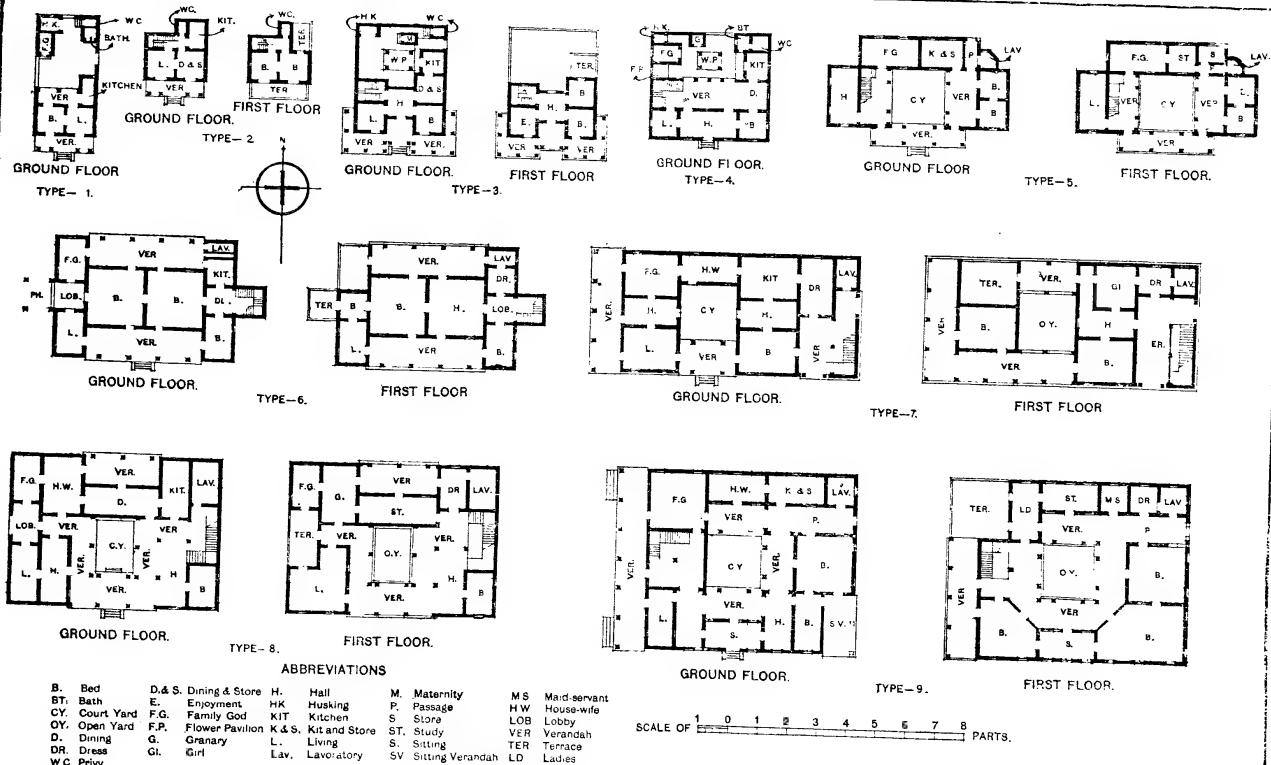 H K.
W C
BATH.
F.G
KITCHEN
VER
B. L.
VER.
GROUND FLOOR
TYPE— 1.
WC.
KIT.
L. D & S
VER
GROUND FLOOR.
WC.
TER.
B. B
TER
FIRST FLOOR
TYPE— 2
H K
W C
M
W P
KIT
D & S
H
L. B
VER VER.
GROUND FLOOR.
TER.
B
H.
E. B.
VER VER
FIRST FLOOR
TYPE—3.
H.K.
G
BT
WC
F G
W.P
KIT
F.P.
VER D.
L. H. B
GROUND FLOOR.
TYPE—4.
F G K & S P LAV
H CY VER B.
B
VER.
GROUND FLOOR.
F.G. ST S LAV.
L. VER CY VER L.
B
VER
FIRST FLOOR.
TYPE—5.
N
VER LAV.
F.G. KIT.
PH. LOB. B. B. DL.
L. VER. B.
GROUND FLOOR.
VER. LAV
DR.
TER B B. H. LOB.
L. VER B
FIRST FLOOR
TYPE—6.
F.G. H.W KIT DR LAV.
VER. H. CY H.
L. VER B VER
GROUND FLOOR.
TER. VER. GI DR LAV.
VER B. OY. H
VER B. ER.
FIRST FLOOR
TYPE—7.
F.G. H.W. VER. KIT. LAV.
D.
LOB. VER. VER
C.Y. VER.
L. H. VER. H B
VER.
GROUND FLOOR.
G. VER DR LAV.
ST.
TER. VER. VER.
O.Y.
L. VER. H. B
FIRST FLOOR.
TYPE— 8.
F.G H.W. K & S LAV.
VER P.
VER. CY VER. D.
VER.
L. S. H. B. S V.
GROUND FLOOR.
TER. LD ST. M S DR LAV
VER. P
VER OY. B.
VER
B. S. B.
FIRST FLOOR.
TYPE—9.
ABBREVIATIONS
B. Bed D.& S. Dining & Store H. Hall M. Maternity M S Maid-servant
BT. Bath E. Enjoyment HK Husking P. Passage H W House-wife
CY. Court Yard F.G. Family God KIT Kitchen S Store LOB Lobby
OY. Open Yard F.P. Flower Pavilion K & S. Kit and Store ST. Study VER Verandah
D. Dining G. Granary L. Living S. Sitting TER Terrace
DR. Dress GI. Girl Lav. Lavoratory SV Sitting Verandah LD Ladies
W C. Privy
SCALE OF 1 0 1 2 3 4 5 6 7 8 PARTS.